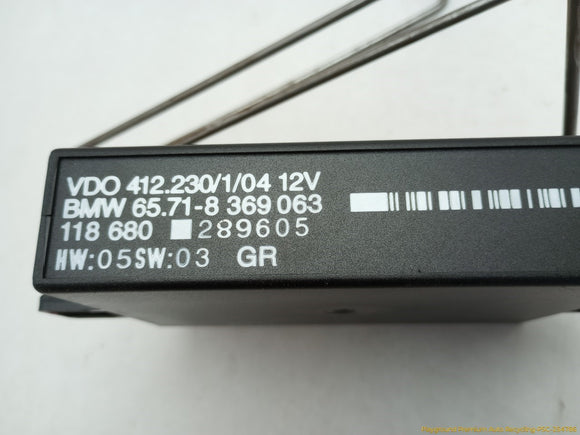 VDO 412.230/1/04 12V
BMW 65.71-8 369 063
118 680 289605
HW:05SW:03 GR